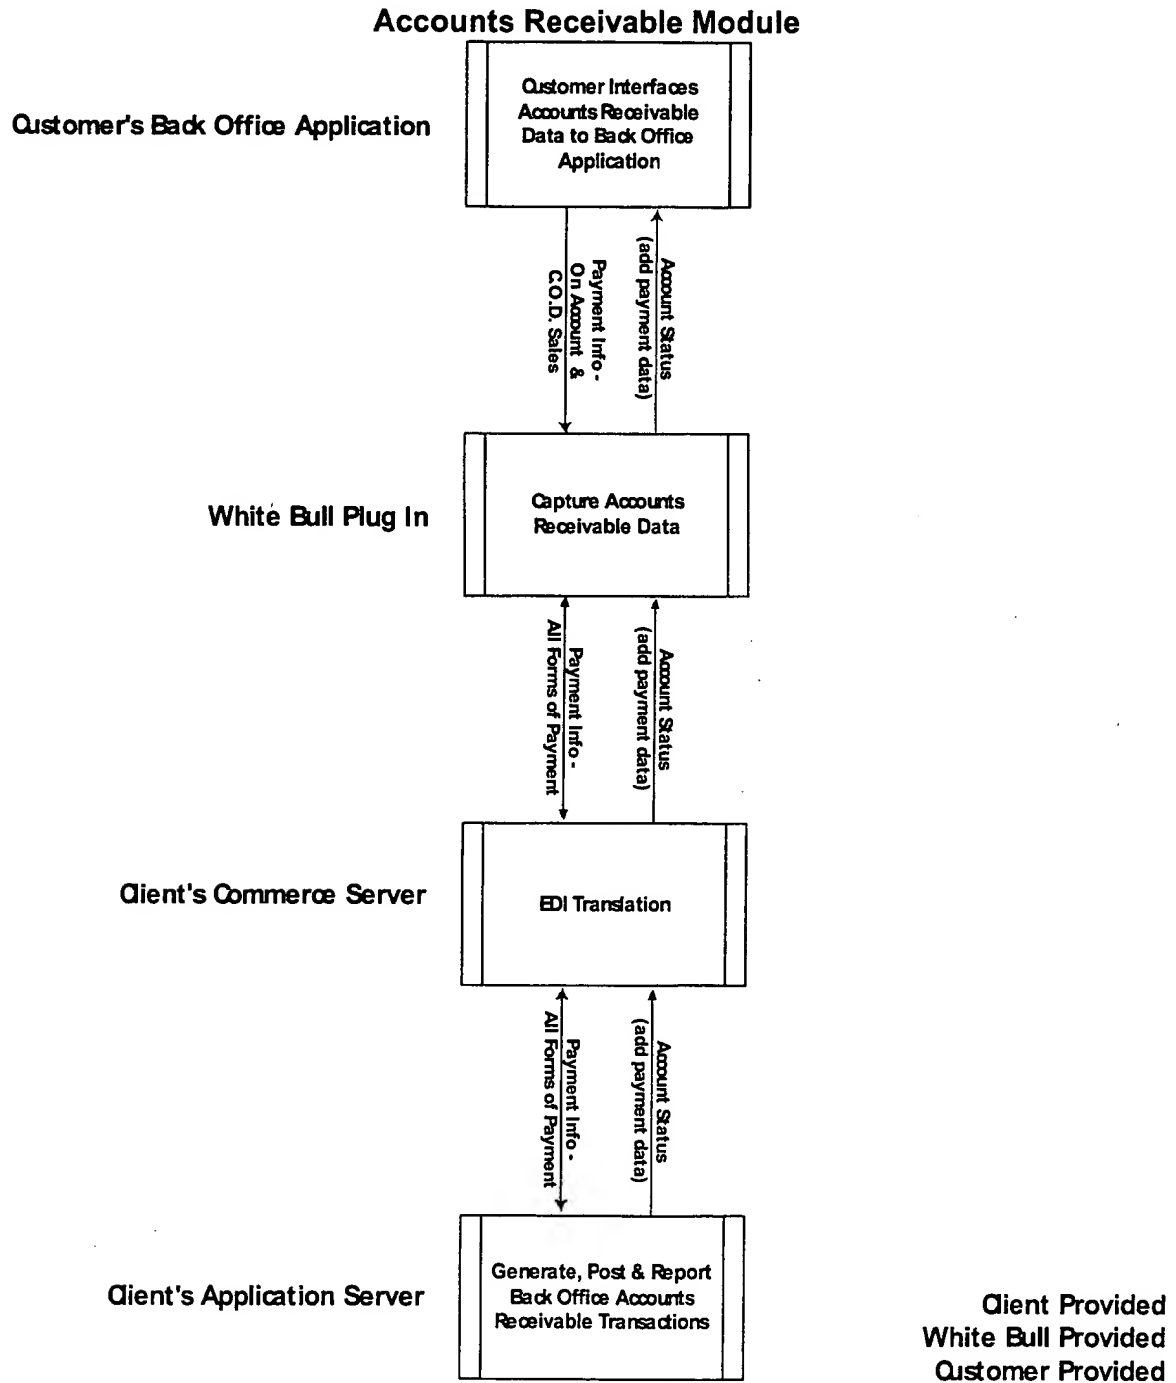 Accounts Receivable Module
Customer's Back Office Application
Customer Interfaces
Accounts Receivable
Data to Back Office
Application
Payment Info -
On Account &
C.O.D. Sales
Account Status
(add payment data)
White Bull Plug In
Capture Accounts
Receivable Data
Payment Info -
All Forms of Payment
Account Status
(add payment data)
Client's Commerce Server
EDI Translation
Payment Info -
All Forms of Payment
Account Status
(add payment data)
Client's Application Server
Generate, Post & Report
Back Office Accounts
Receivable Transactions
Client Provided
White Bull Provided
Customer Provided